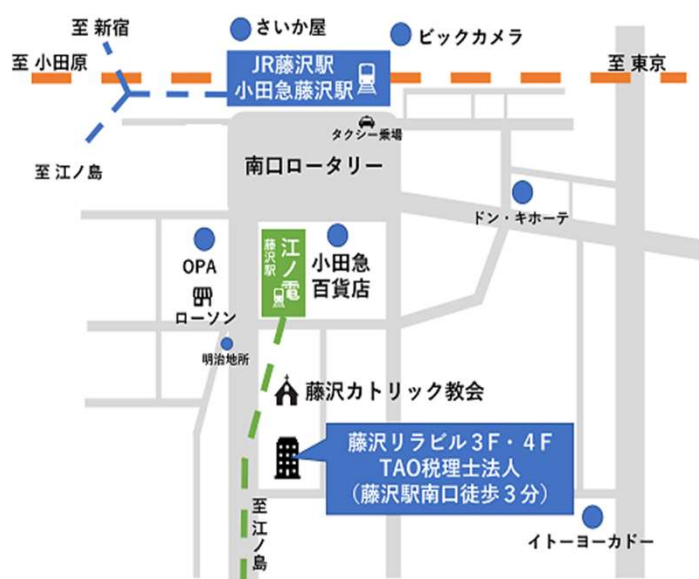 至 新宿
さいか屋
ビックカメラ
至 小田原
JR藤沢駅
小田急藤沢駅
至 東京
タクシー乗場
至 江ノ島
南口ロータリー
ドン・キホーテ
OPA
江ノ電
藤沢駅
小田急
百貨店
ローソン
明治地所
藤沢カトリック教会
藤沢リラビル3F・4F
TAO税理士法人
（藤沢駅南口徒歩3分）
至 江ノ島
イトーヨーカドー